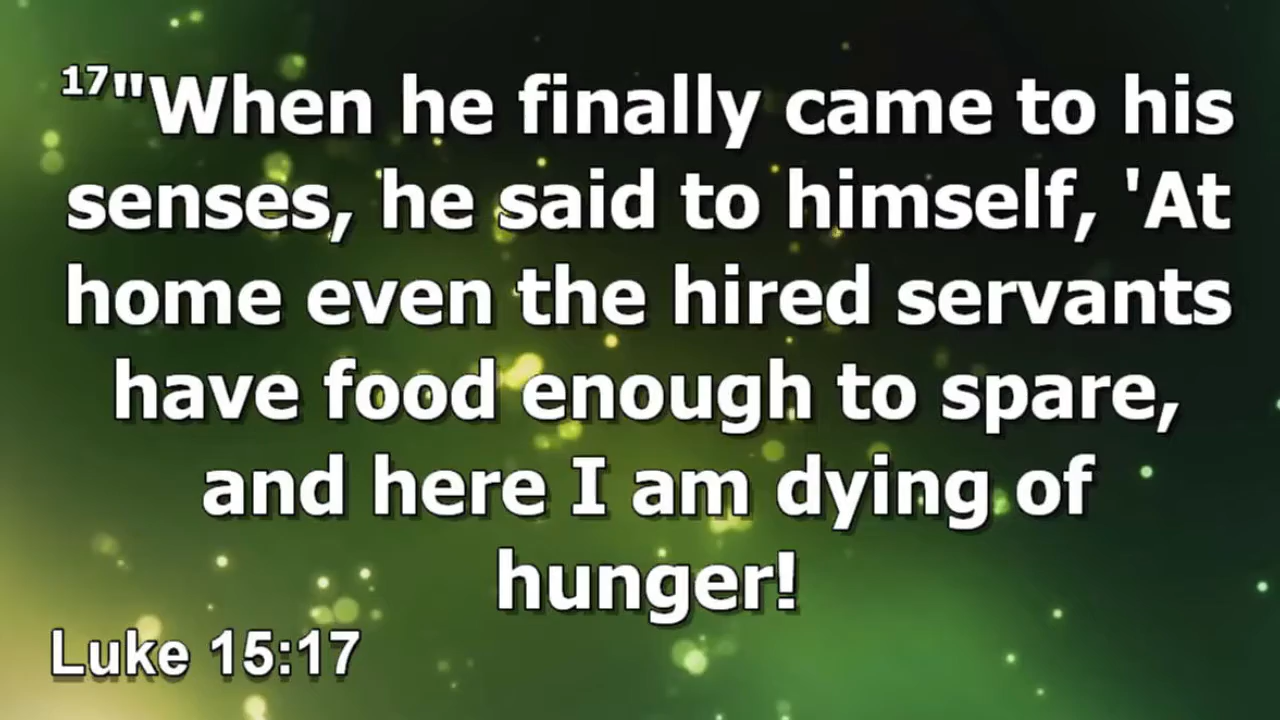 17"When he finally came to his
senses, he said to himself, 'At
home even the hired servants
have food enough to spare,
and here I am dying of
hunger!
Luke 15:17